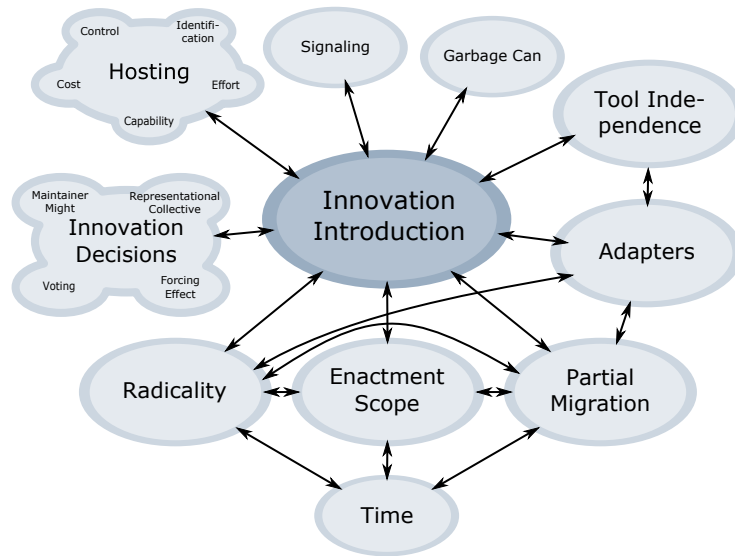 Control
Identifi-
cation
Hosting
Cost
Effort
Capability
Signaling
Garbage Can
Tool Inde-
pendence
Innovation
Introduction
Maintainer
Might
Representational
Collective
Innovation
Decisions
Voting
Forcing
Effect
Adapters
Radicality
Enactment
Scope
Partial
Migration
Time